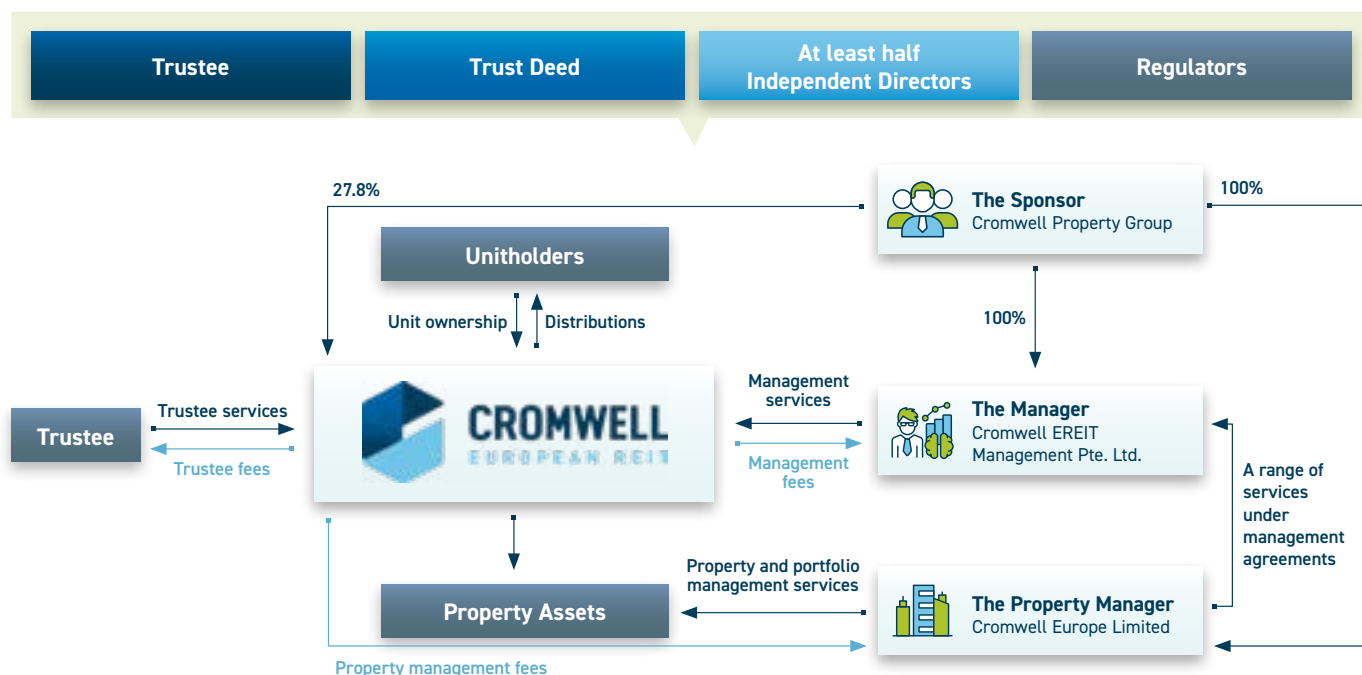 Trustee
Trust Deed
At least half
Independent Directors
Regulators
27.8%
The Sponsor
Cromwell Property Group
100%
Unitholders
Unit ownership
Distributions
100%
CROMWELL
EUROPEAN REIT
Management
services
Management
fees
The Manager
Cromwell EREIT
Management Pte. Ltd.
Trustee
Trustee services
Trustee fees
A range of
services
under
management
agreements
Property and portfolio
management services
Property Assets
The Property Manager
Cromwell Europe Limited
Property management fees